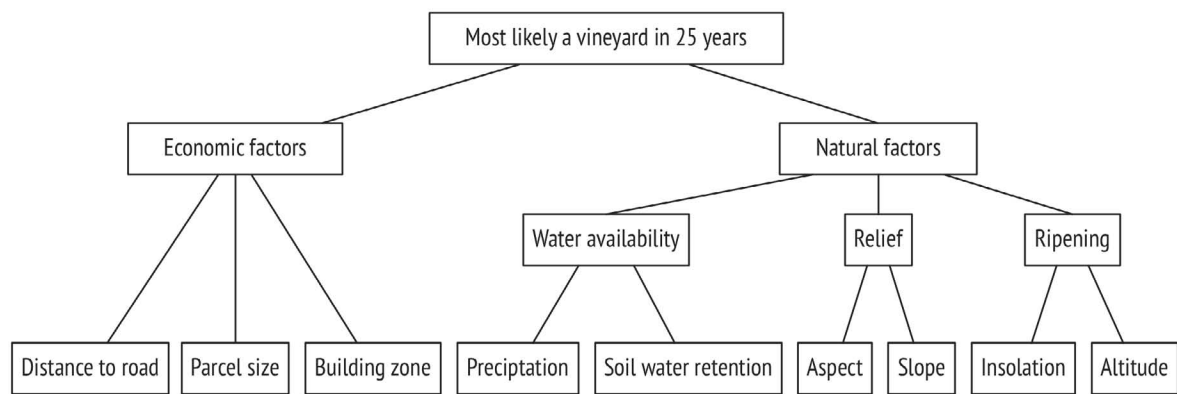 Most likely a vineyard in 25 years
Economic factors
Natural factors
Water availability
Relief
Ripening
Distance to road
Parcel size
Building zone
Preciptation
Soil water retention
Aspect
Slope
Insolation
Altitude